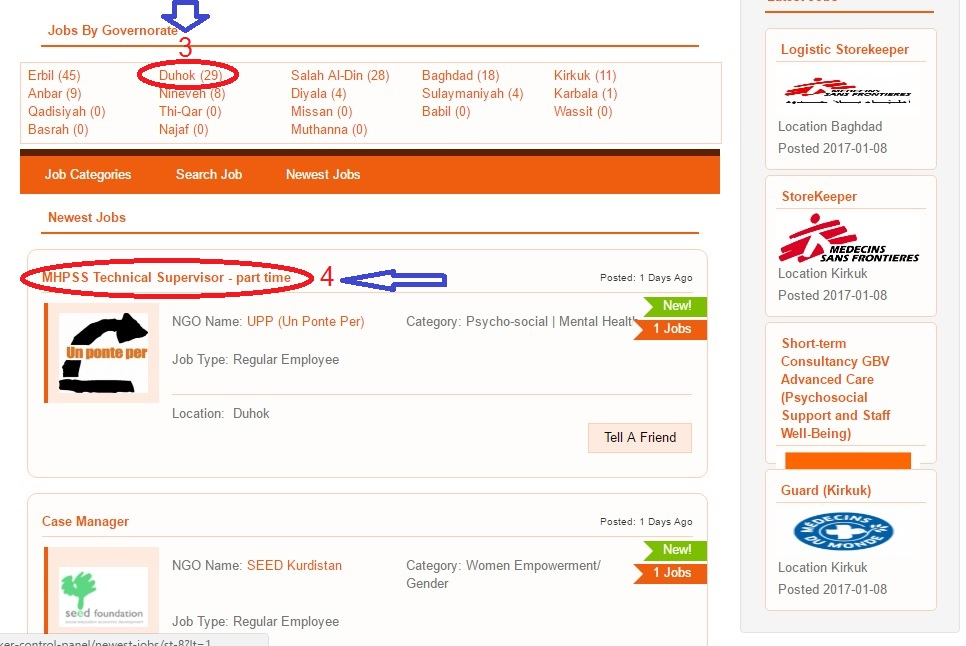 Jobs By Governorate
3
Erbil (45) Duhok (29) Salah Al-Din (28) Baghdad (18) Kirkuk (11)
Anbar (9) Nineveh (8) Diyala (4) Sulaymaniyah (4) Karbala (1)
Qadisiyah (0) Thi-Qar (0) Missan (0) Babil (0) Wassit (0)
Basrah (0) Najaf (0) Muthanna (0)
Job Categories Search Job Newest Jobs
Newest Jobs
MHPSS Technical Supervisor - part time 4 Posted: 1 Days Ago
New!
NGO Name: UPP (Un Ponte Per) Category: Psycho-social | Mental Healt
1 Jobs
Un ponte per
Job Type: Regular Employee
Location: Duhok
Tell A Friend
Case Manager Posted: 1 Days Ago
New!
NGO Name: SEED Kurdistan Category: Women Empowerment/
Gender
1 Jobs
seed foundation
Job Type: Regular Employee
ker-control-panel/newest-jobs/st-8?lt=1
Latest Jobs
Logistic Storekeeper
MEDECINS
SANS FRONTIERES
Location Baghdad
Posted 2017-01-08
StoreKeeper
MEDECINS
SANS FRONTIERES
Location Kirkuk
Posted 2017-01-08
Short-term
Consultancy GBV
Advanced Care
(Psychosocial
Support and Staff
Well-Being)
Guard (Kirkuk)
MÉDECINS
DU MONDE
Location Kirkuk
Posted 2017-01-08